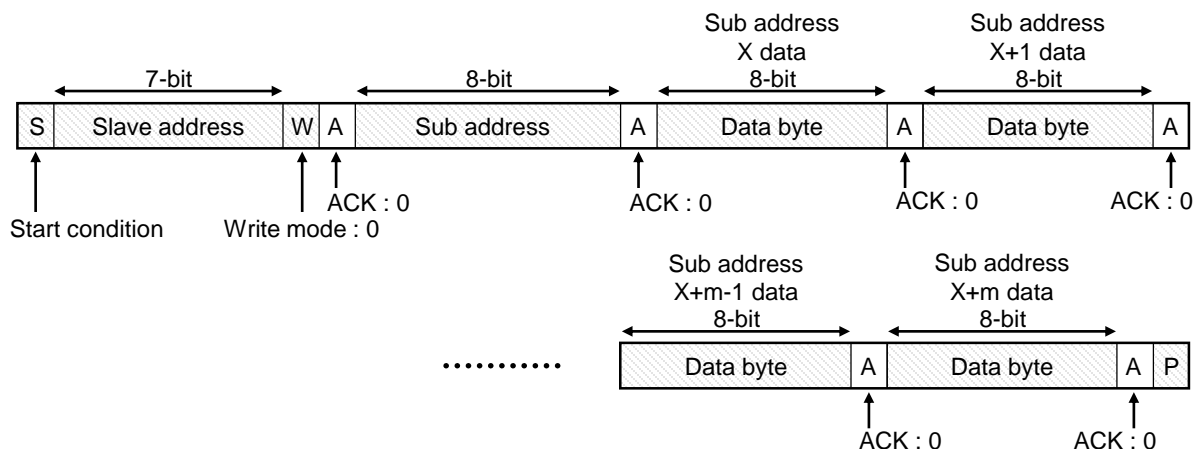 Sub address Sub address
X data X+1 data
7-bit 8-bit 8-bit 8-bit
S Slave address W A Sub address A Data byte A Data byte A
ACK : 0 ACK : 0 ACK : 0 ACK : 0
Start condition Write mode : 0
Sub address Sub address
X+m-1 data X+m data
8-bit 8-bit
........... Data byte A Data byte A P
ACK : 0 ACK : 0